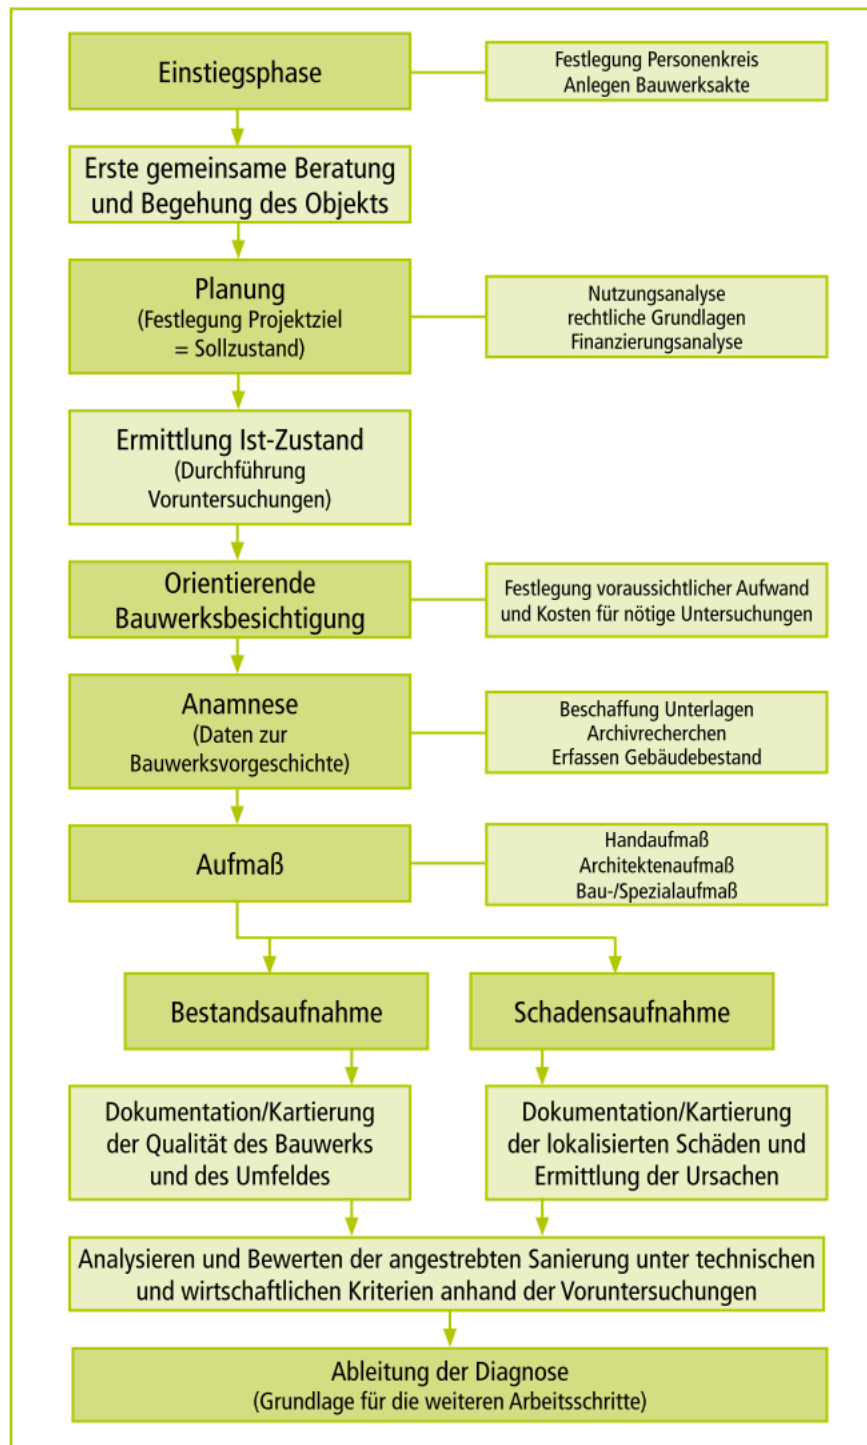 Einstiegsphase
Festlegung Personenkreis
Anlegen Bauwerksakte
Erste gemeinsame Beratung
und Begehung des Objekts
Planung
(Festlegung Projektziel
= Sollzustand)
Nutzungsanalyse
rechtliche Grundlagen
Finanzierungsanalyse
Ermittlung Ist-Zustand
(Durchführung
Voruntersuchungen)
Orientierende
Bauwerksbesichtigung
Festlegung voraussichtlicher Aufwand
und Kosten für nötige Untersuchungen
Anamnese
(Daten zur
Bauwerksvorgeschichte)
Beschaffung Unterlagen
Archivrecherchen
Erfassen Gebäudebestand
Aufmaß
Handaufmaß
Architektenaufmaß
Bau-/Spezialaufmaß
Bestandsaufnahme
Schadensaufnahme
Dokumentation/Kartierung
der Qualität des Bauwerks
und des Umfeldes
Dokumentation/Kartierung
der lokalisierten Schäden und
Ermittlung der Ursachen
Analysieren und Bewerten der angestrebten Sanierung unter technischen
und wirtschaftlichen Kriterien anhand der Voruntersuchungen
Ableitung der Diagnose
(Grundlage für die weiteren Arbeitsschritte)